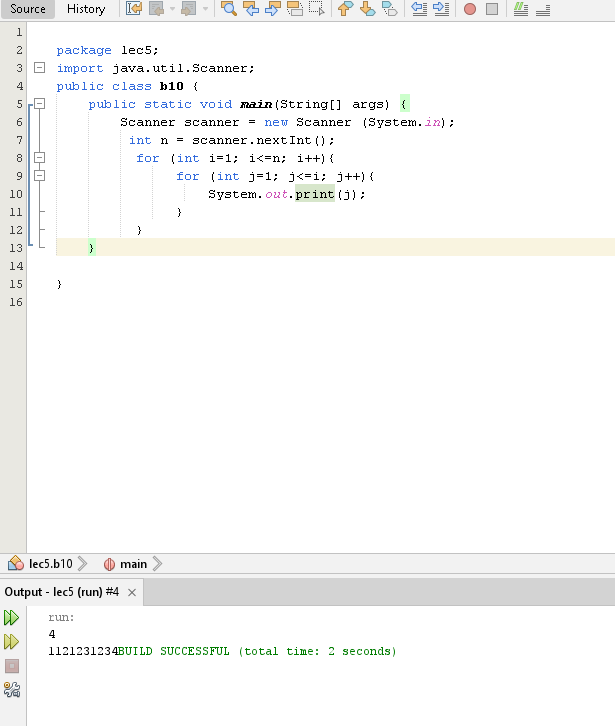 Source History
1
2 package lec5;
3 import java.util.Scanner;
4 public class b10 {
5 public static void main(String[] args) {
6 Scanner scanner = new Scanner (System.in);
7 int n = scanner.nextInt();
8 for (int i=1; i<=n; i++){
9 for (int j=1; j<=i; j++){
10 System.out.print(j);
11 }
12 }
13 }
14
15 }
16
lec5.b10 main
Output - lec5 (run) #4 ×
run:
4
1121231234BUILD SUCCESSFUL (total time: 2 seconds)